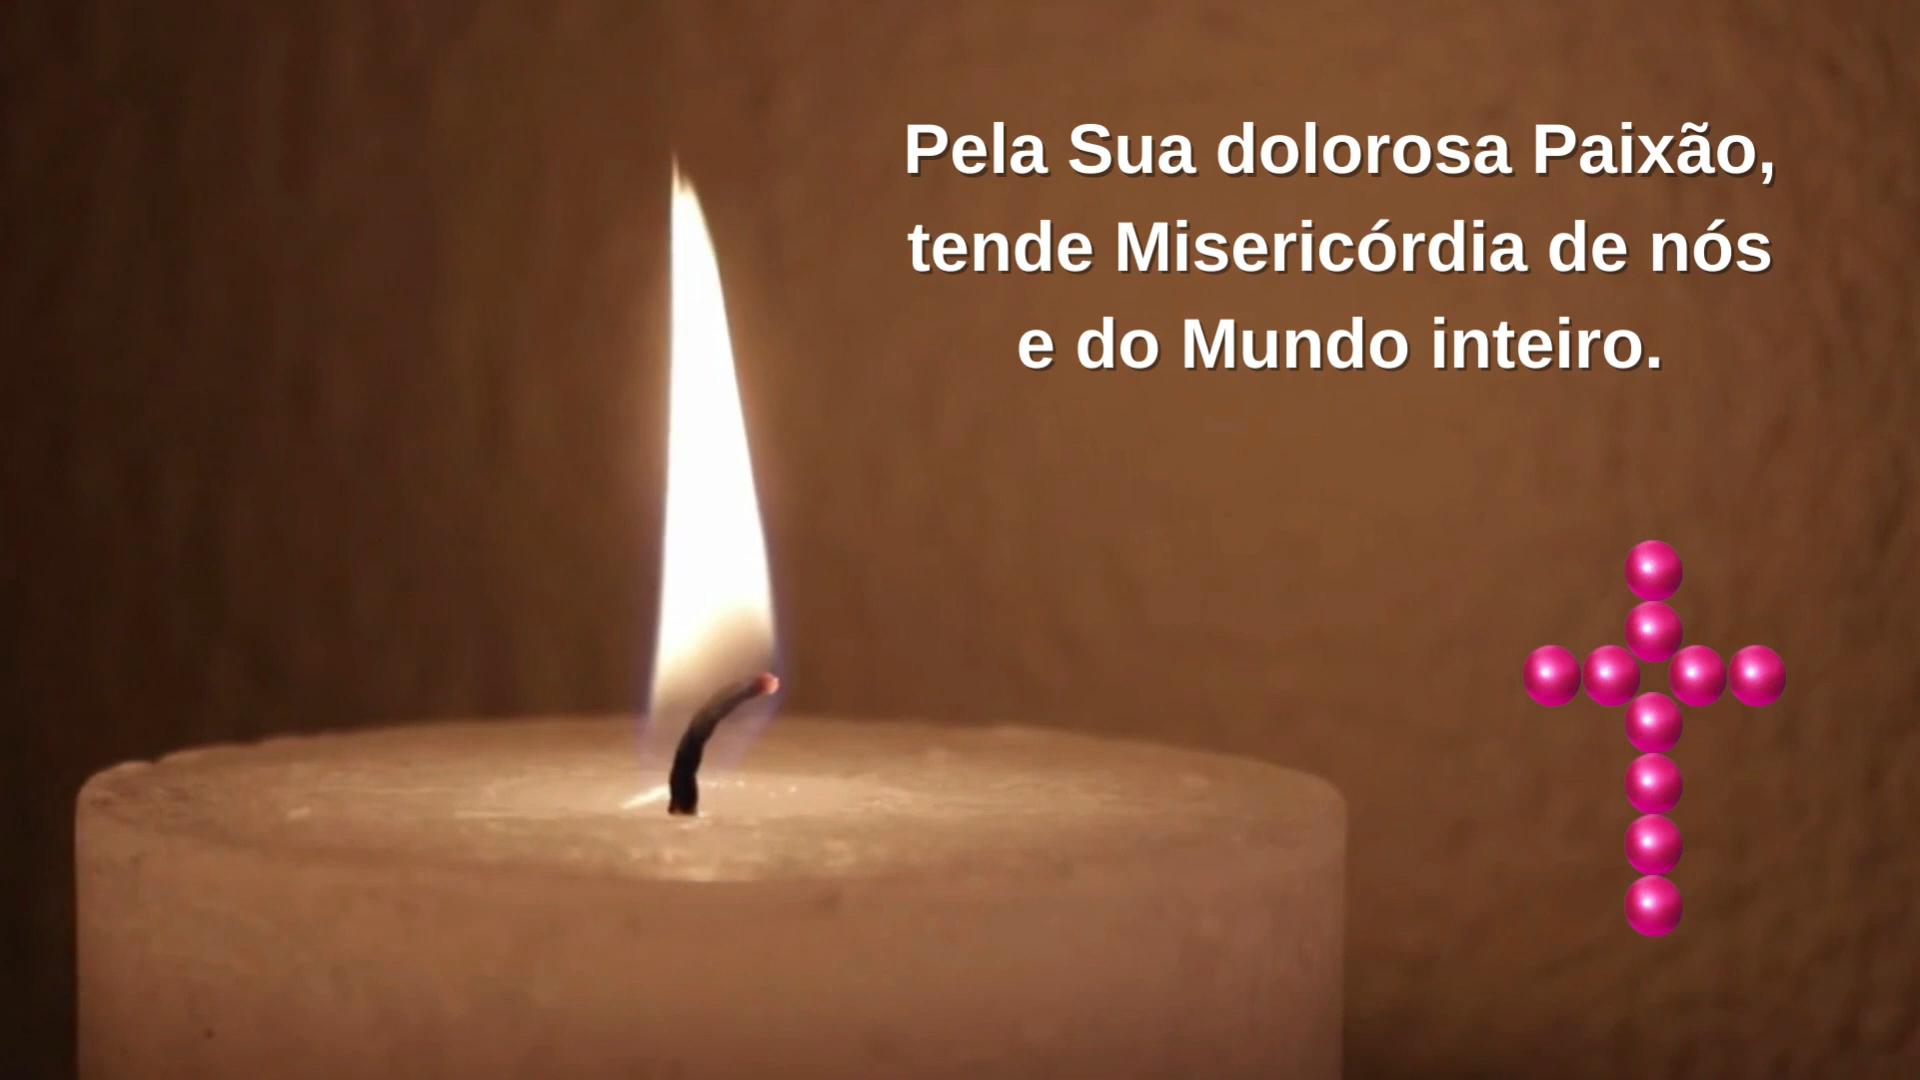 Pela Sua dolorosa Paixão,
tende Misericórdia de nós
e do Mundo inteiro.